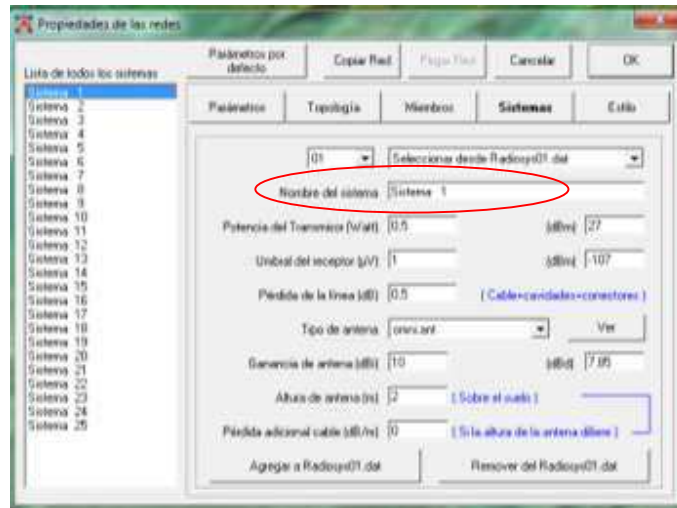 Propiedades de las redes
Parámetros por defecto
Copiar Red
Pegar Red
Cancelar
OK
Lista de todos los sistemas
Sistema 1
Sistema 2
Sistema 3
Sistema 4
Sistema 5
Sistema 6
Sistema 7
Sistema 8
Sistema 9
Sistema 10
Sistema 11
Sistema 12
Sistema 13
Sistema 14
Sistema 15
Sistema 16
Sistema 17
Sistema 18
Sistema 19
Sistema 20
Sistema 21
Sistema 22
Sistema 23
Sistema 24
Sistema 25
Parámetros
Topología
Miembros
Sistemas
Estilo
01
Seleccionar desde Radiosys01.dat
Nombre del sistema Sistema 1
Potencia del Transmisor (Watt) 0.5 (dBm) 27
Umbral del receptor (µV) 1 (dBm) -107
Pérdida de la línea (dB) 0.5 ( Cable+cavidades+conectores )
Tipo de antena omni.ant Ver
Ganancia de antena (dBi) 10 (dBd) 7.85
Altura de antena (m) 2 ( Sobre el suelo )
Pérdida adicional cable (dB/m) 0 ( Si la altura de la antena difiere )
Agregar a Radiosys01.dat
Remover del Radiosys01.dat